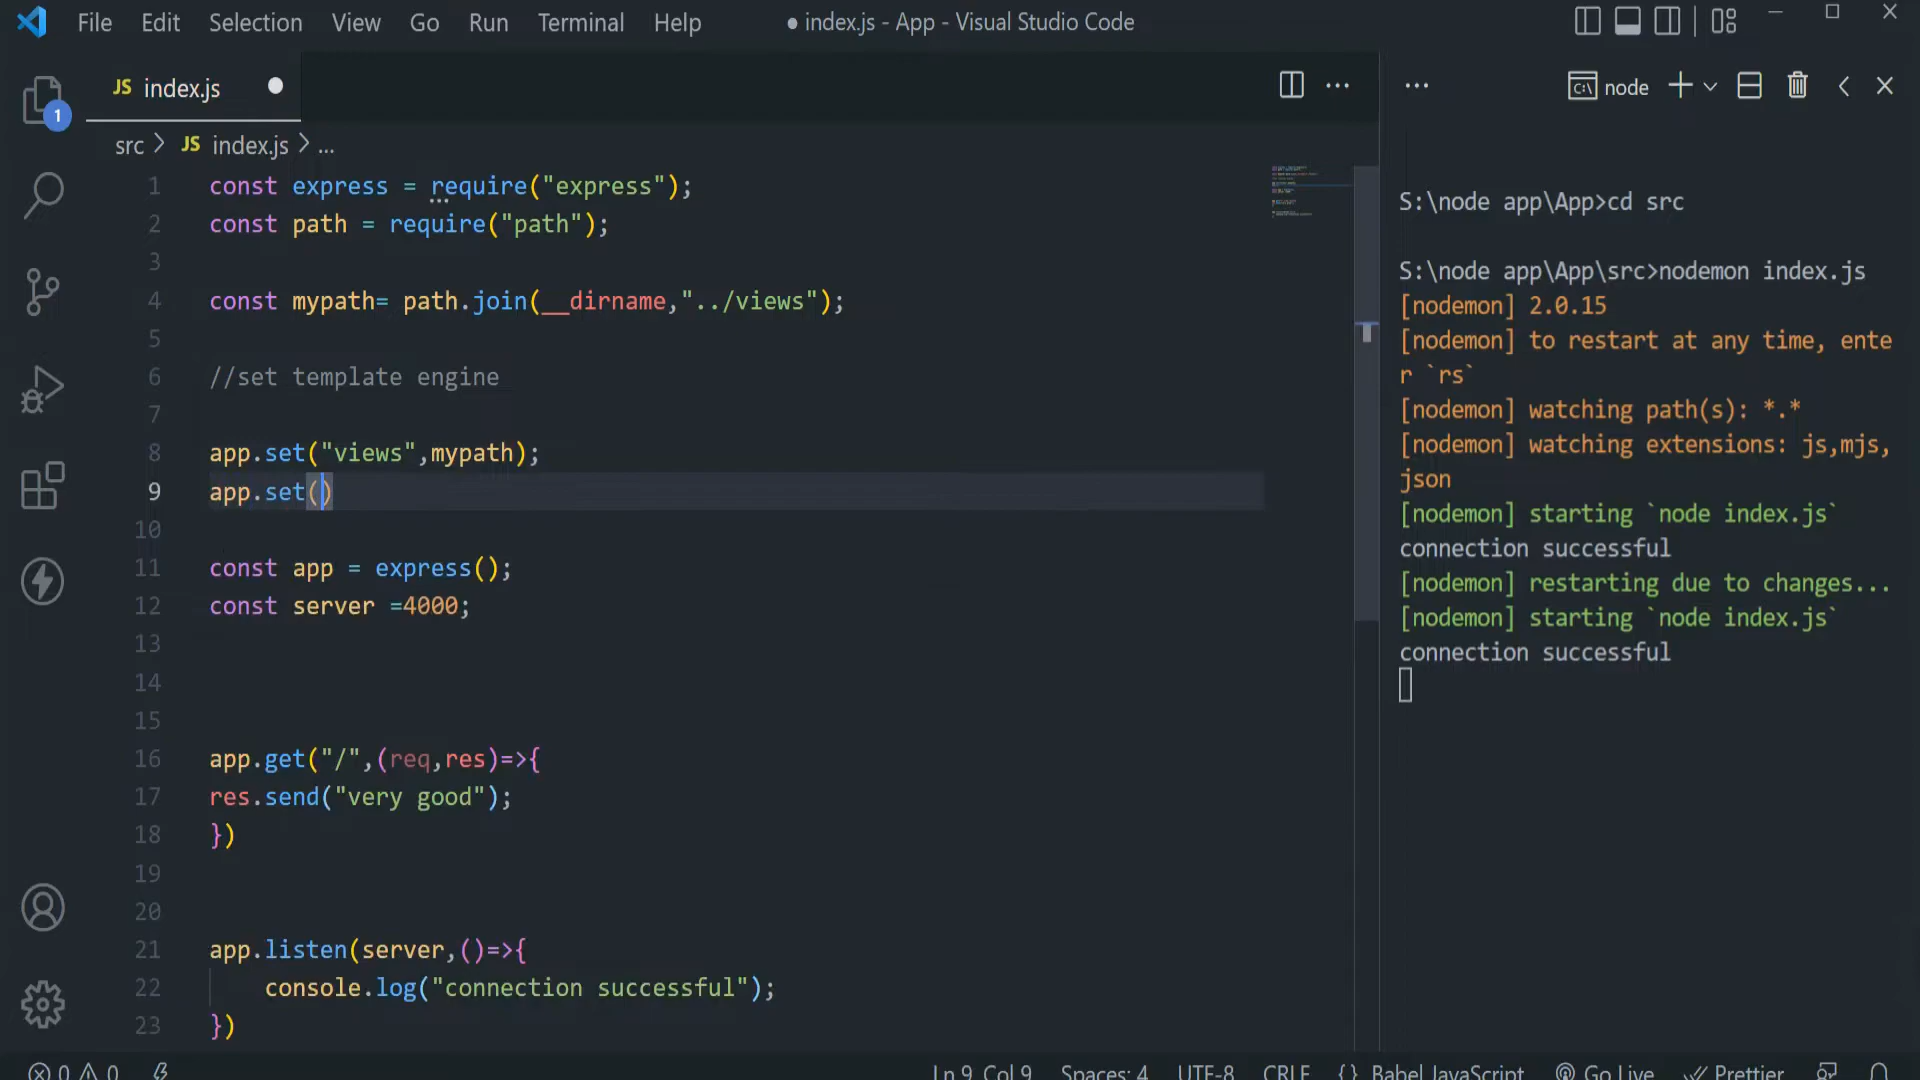 File Edit Selection View Go Run Terminal Help ● index.js - App - Visual Studio Code
JS index.js ●
... node
1
src > JS index.js > ...
1 const express = require("express");
2 const path = require("path");
3
4 const mypath= path.join(__dirname,"../views");
5
6 //set template engine
7
8 app.set("views",mypath);
9 app.set()
10
11 const app = express();
12 const server =4000;
13
14
15
16 app.get("/",(req,res)=>{
17 res.send("very good");
18 })
19
20
21 app.listen(server,()=>{
22 console.log("connection successful");
23 })
S:\node app\App>cd src
S:\node app\App\src>nodemon index.js
[nodemon] 2.0.15
[nodemon] to restart at any time, ente
r `rs`
[nodemon] watching path(s): *.*
[nodemon] watching extensions: js,mjs,
json
[nodemon] starting `node index.js`
connection successful
[nodemon] restarting due to changes...
[nodemon] starting `node index.js`
connection successful
0 0 Ln 9, Col 9 Spaces: 4 UTF-8 CRLF {} Babel JavaScript Go Live Prettier